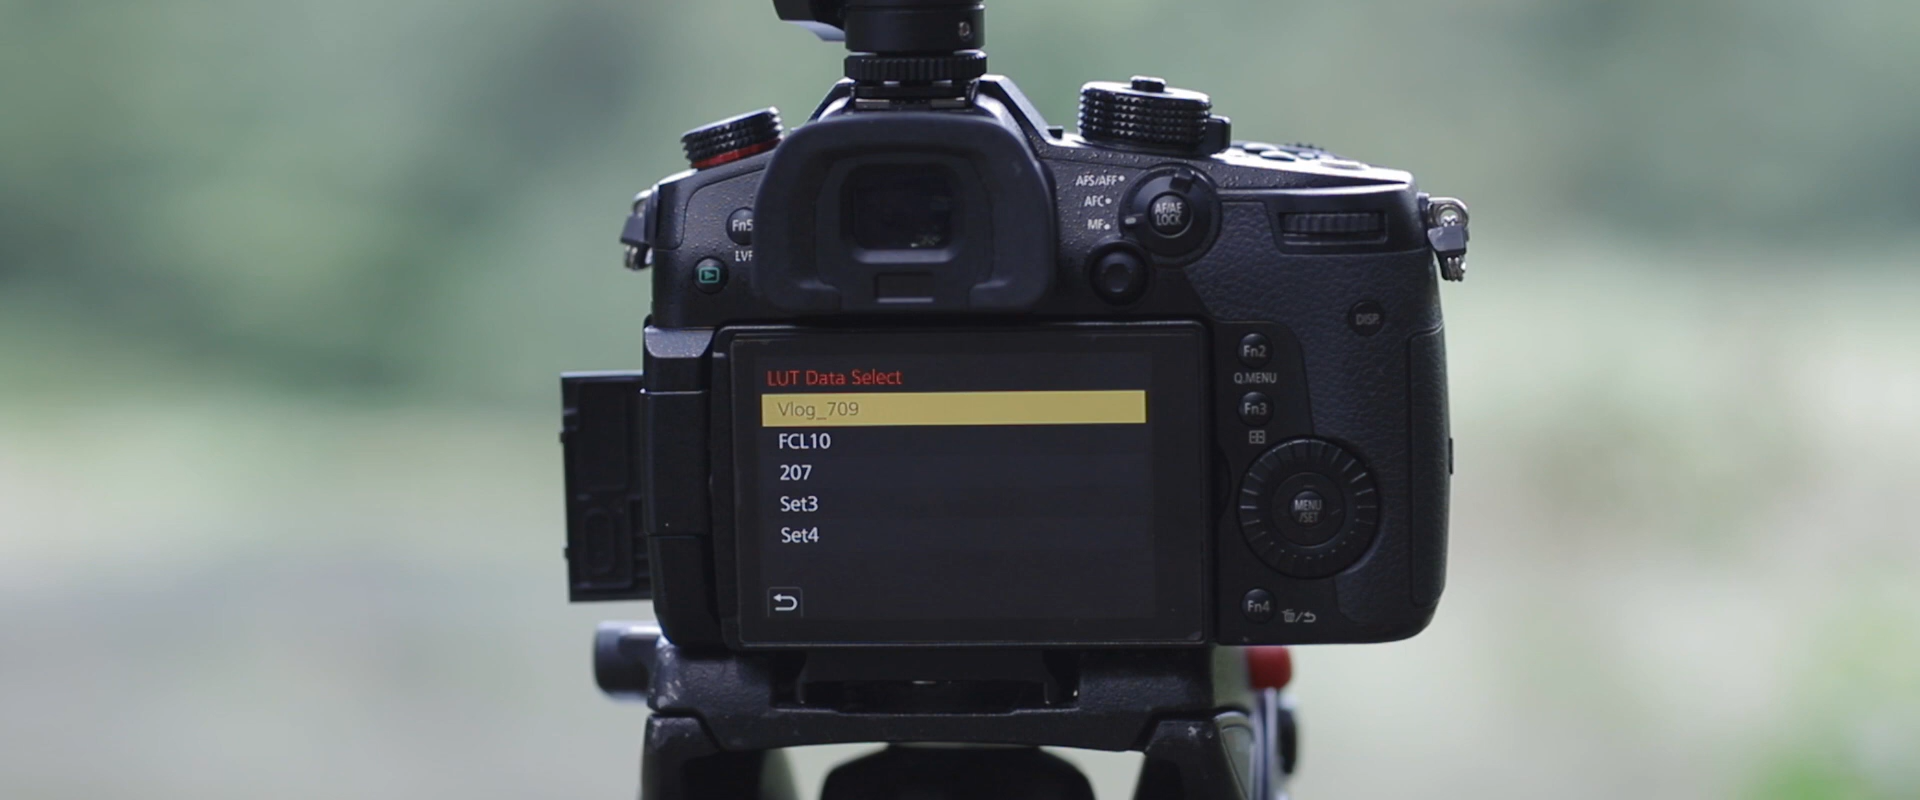 AFS/AFF
AFC
MF
AF/AE
LOCK
Fn5
LVF
DISP.
Fn2
Q.MENU
Fn3
MENU
/SET
Fn4
LUT Data Select
Vlog_709
FCL10
207
Set3
Set4